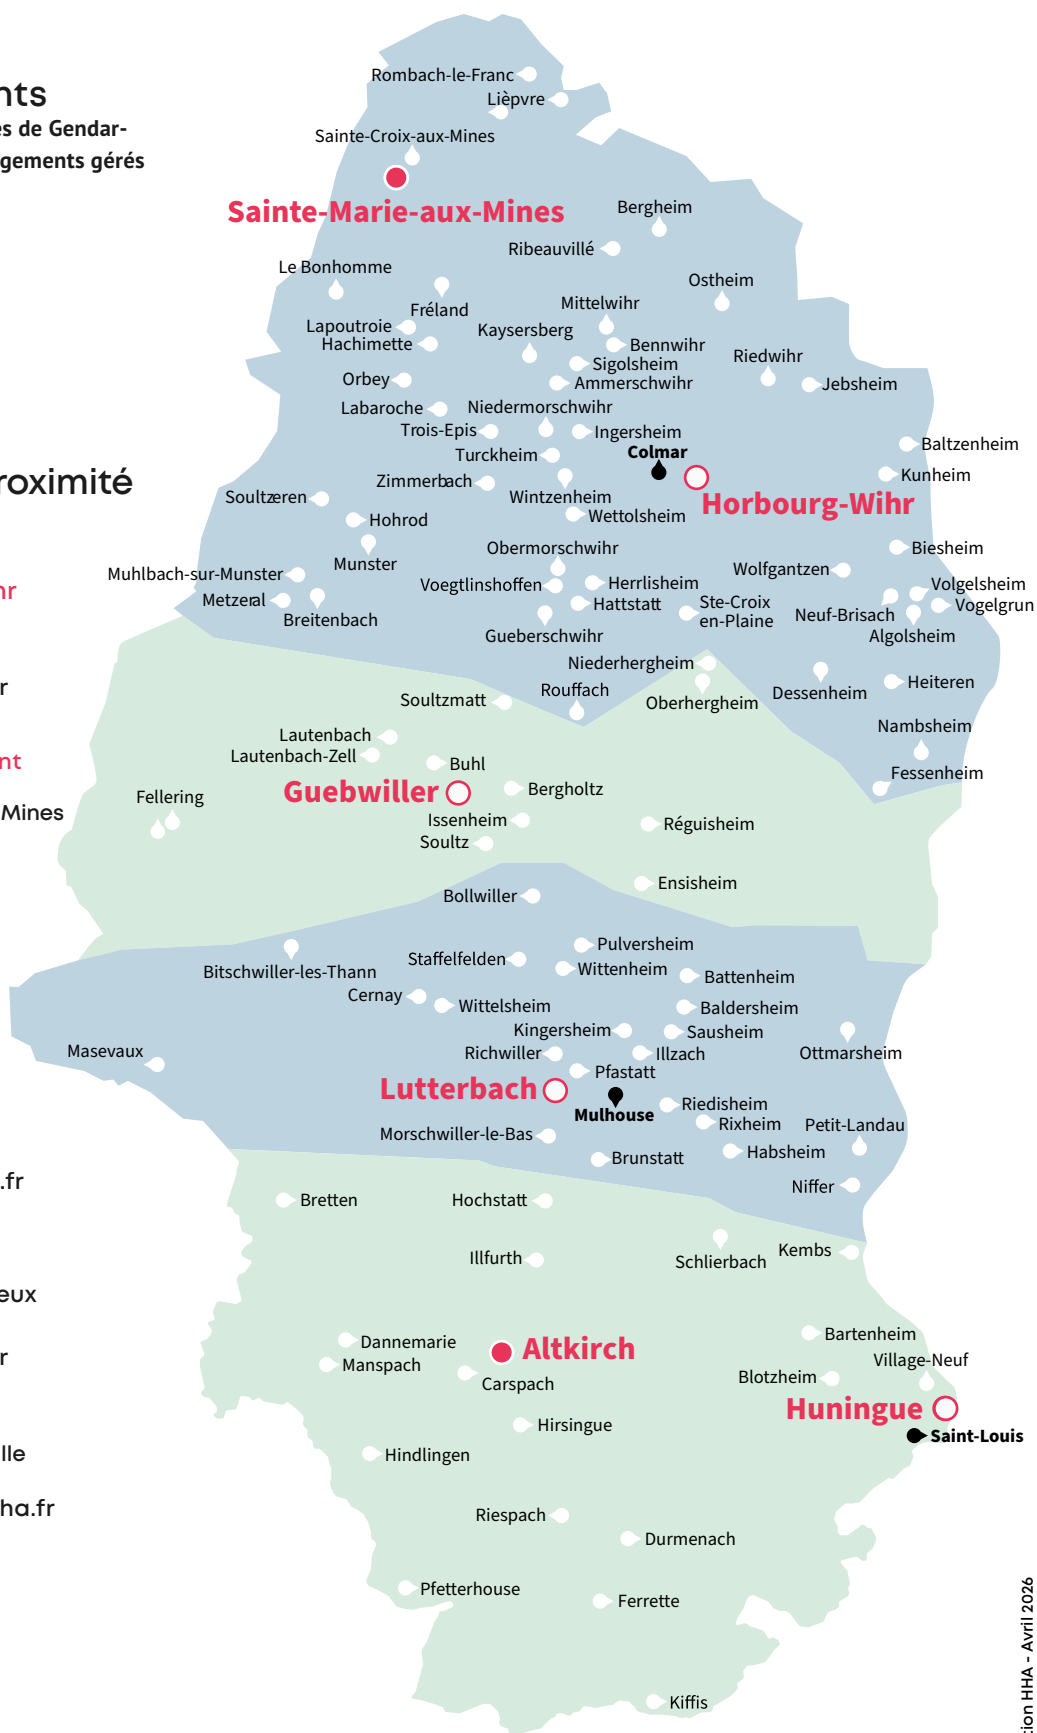 nts
es de Gendar-
gements gérés
roximité
hr
r
nt
Mines
.fr
eux
r
lle
ha.fr
Rombach-le-Franc
Lièpvre
Sainte-Croix-aux-Mines
Sainte-Marie-aux-Mines
Bergheim
Ribeauvillé
Le Bonhomme
Ostheim
Fréland
Mittelwihr
Lapoutroie
Kaysersberg
Hachimette
Bennwihr
Riedwihr
Sigolsheim
Orbey
Ammerschwihr
Jebsheim
Labaroche
Niedermorschwihr
Trois-Epis
Ingersheim
Baltzenheim
Turckheim
Colmar
Zimmerbach
Kunheim
Soultzeren
Wintzenheim
Horbourg-Wihr
Hohrod
Wettolsheim
Obermorschwihr
Biesheim
Munster
Wolfgantzen
Muhlbach-sur-Munster
Voegtlinshoffen
Herrlisheim
Volgelsheim
Metzeral
Hattstatt
Ste-Croix
en-Plaine
Neuf-Brisach
Vogelgrun
Breitenbach
Gueberschwihr
Algolsheim
Niederhergheim
Rouffach
Dessenheim
Heiteren
Soultzmatt
Oberhergheim
Nambsheim
Lautenbach
Lautenbach-Zell
Buhl
Fessenheim
Guebwiller
Bergholtz
Fellering
Issenheim
Réguisheim
Soultz
Ensisheim
Bollwiller
Pulversheim
Staffelfelden
Bitschwiller-les-Thann
Wittenheim
Battenheim
Cernay
Wittelsheim
Baldersheim
Kingersheim
Sausheim
Masevaux
Richwiller
Illzach
Ottmarsheim
Pfastatt
Lutterbach
Mulhouse
Riedisheim
Rixheim
Petit-Landau
Morschwiller-le-Bas
Brunstatt
Habsheim
Niffer
Bretten
Hochstatt
Illfurth
Schlierbach
Kembs
Dannemarie
Altkirch
Bartenheim
Manspach
Village-Neuf
Carspach
Blotzheim
Huningue
Hirsingue
Saint-Louis
Hindlingen
Riespach
Durmenach
Pfetterhouse
Ferrette
Kiffis
tion HHA - Avril 2026